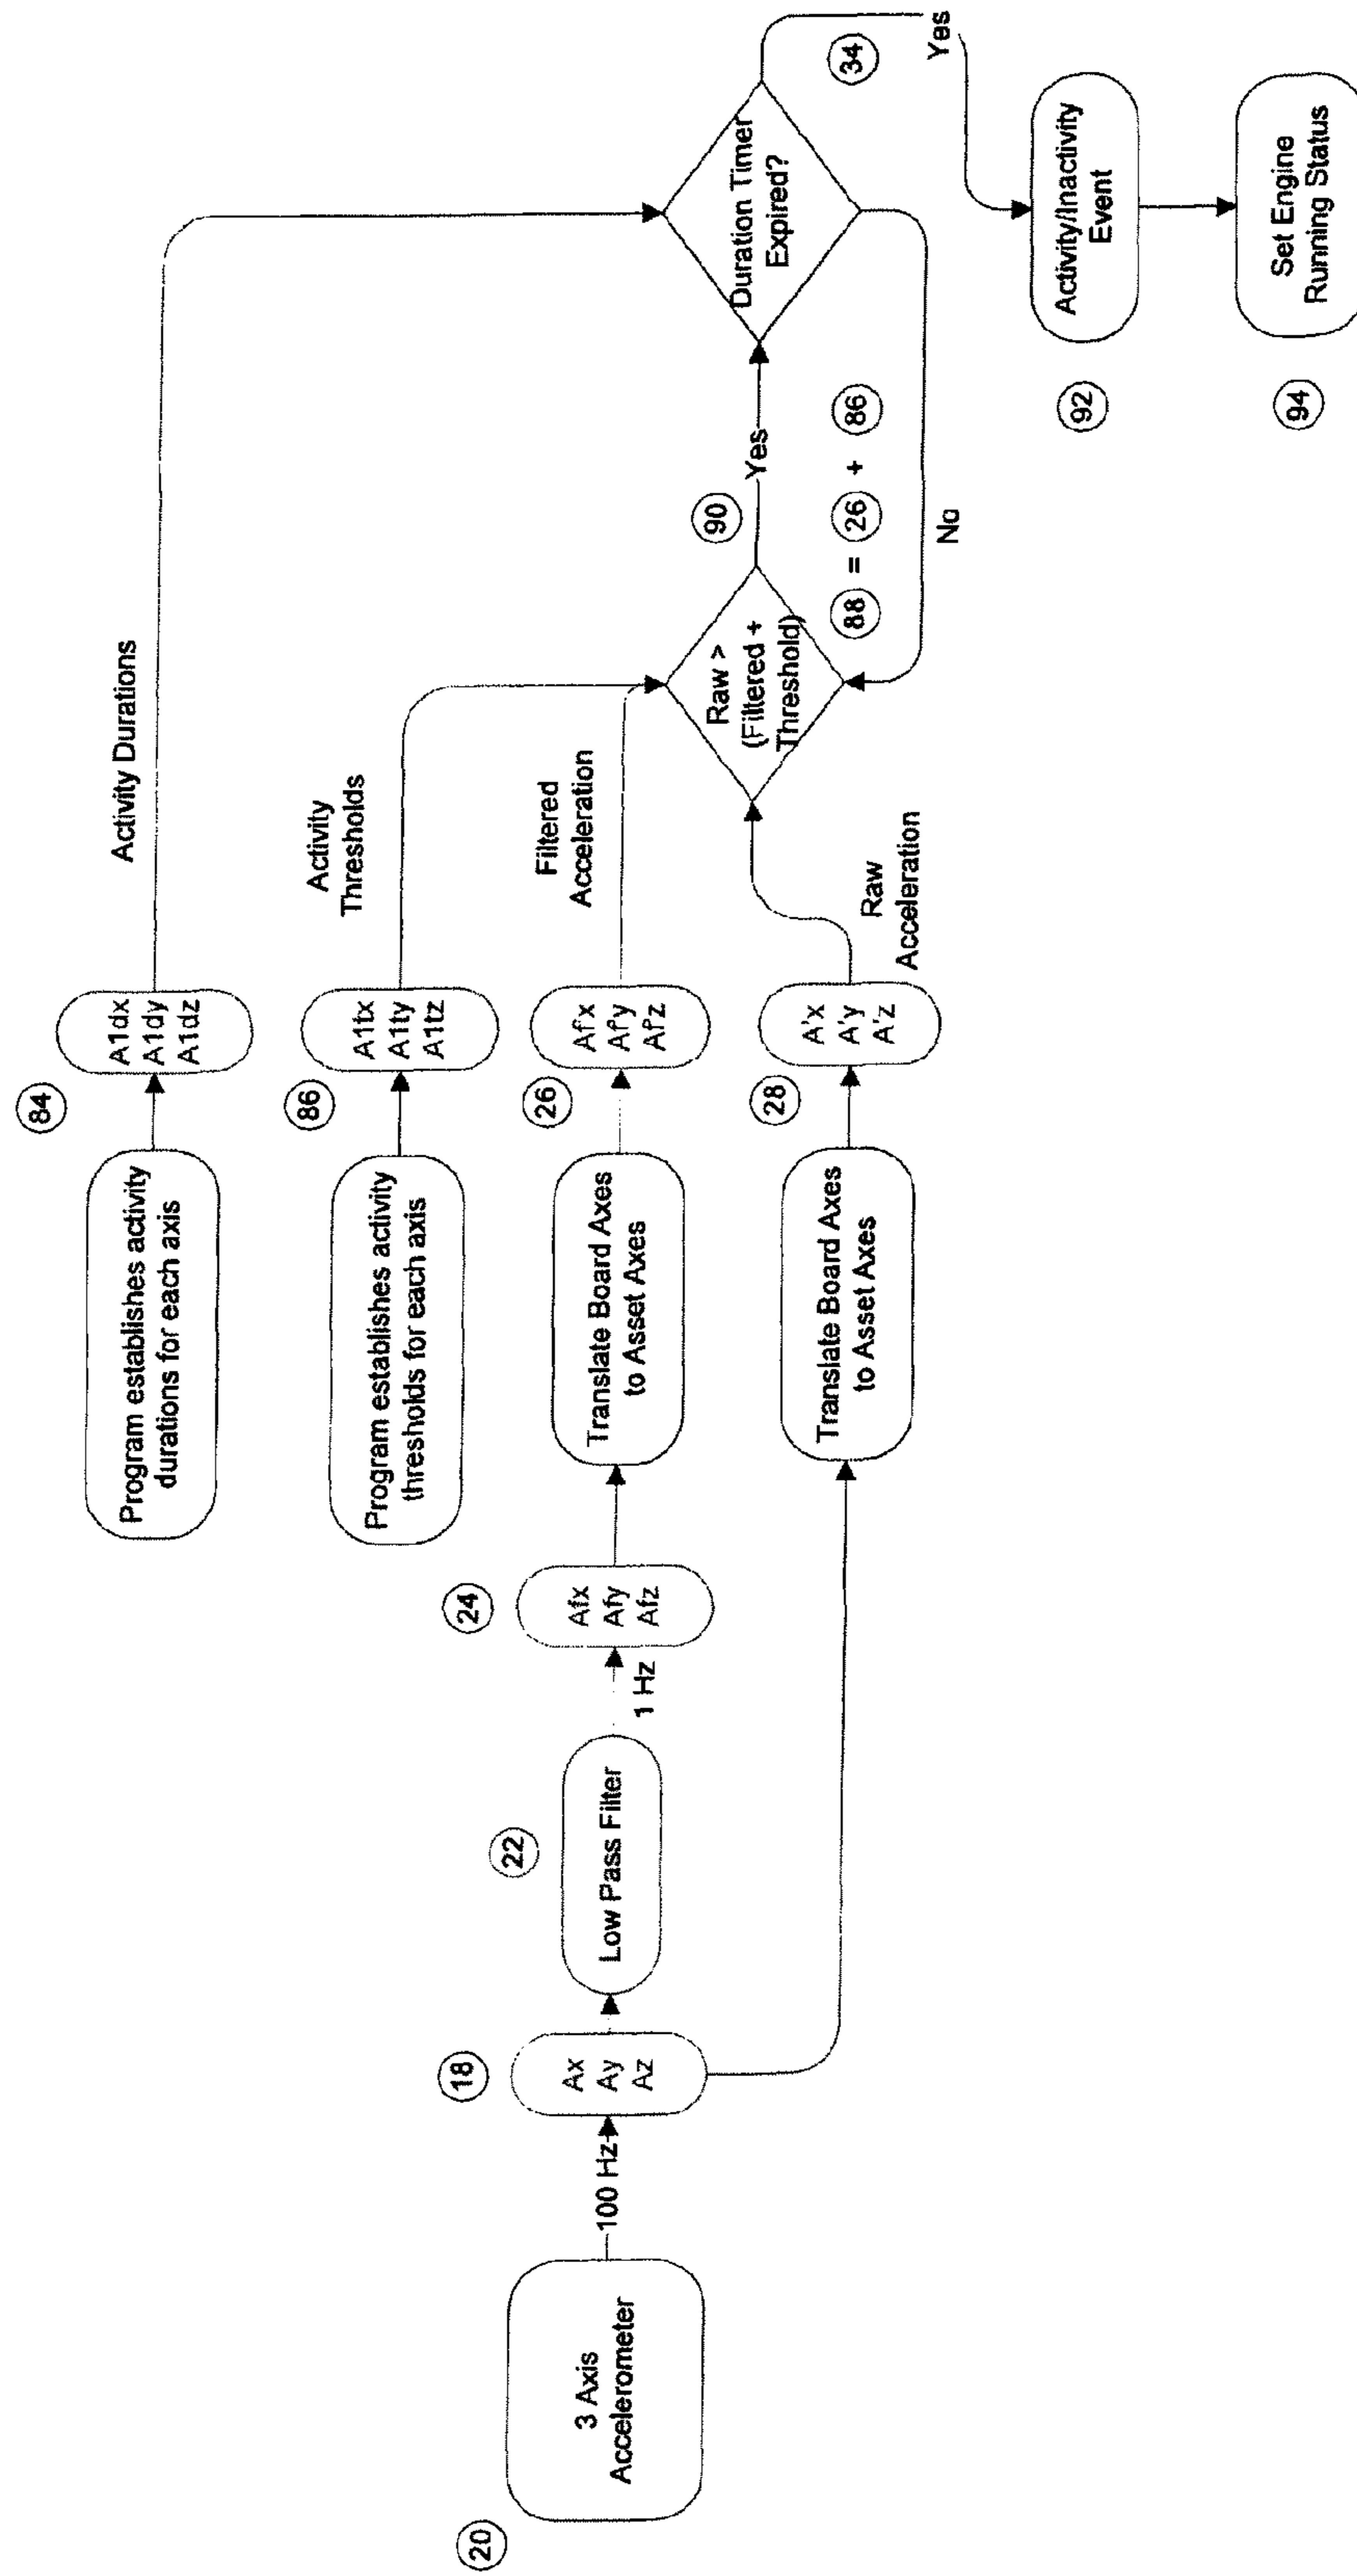 84
Program establishes activity
durations for each axis
A1dx
A1dy
A1dz
Activity Durations
86
Program establishes activity
thresholds for each axis
A1tx
A1ty
A1tz
Activity
Thresholds
20
3 Axis
Accelerometer
100 Hz
18
Ax
Ay
Az
22
Low Pass Filter
1 Hz
24
Afx
Afy
Afz
Translate Board Axes
to Asset Axes
26
Af'x
Af'y
Af'z
Filtered
Acceleration
Translate Board Axes
to Asset Axes
28
A'x
A'y
A'z
Raw
Acceleration
Raw >
(Filtered +
Threshold)
90
Yes
88 = 26 + 86
No
Duration Timer
Expired?
34
Yes
92
Activity/Inactivity
Event
94
Set Engine
Running Status